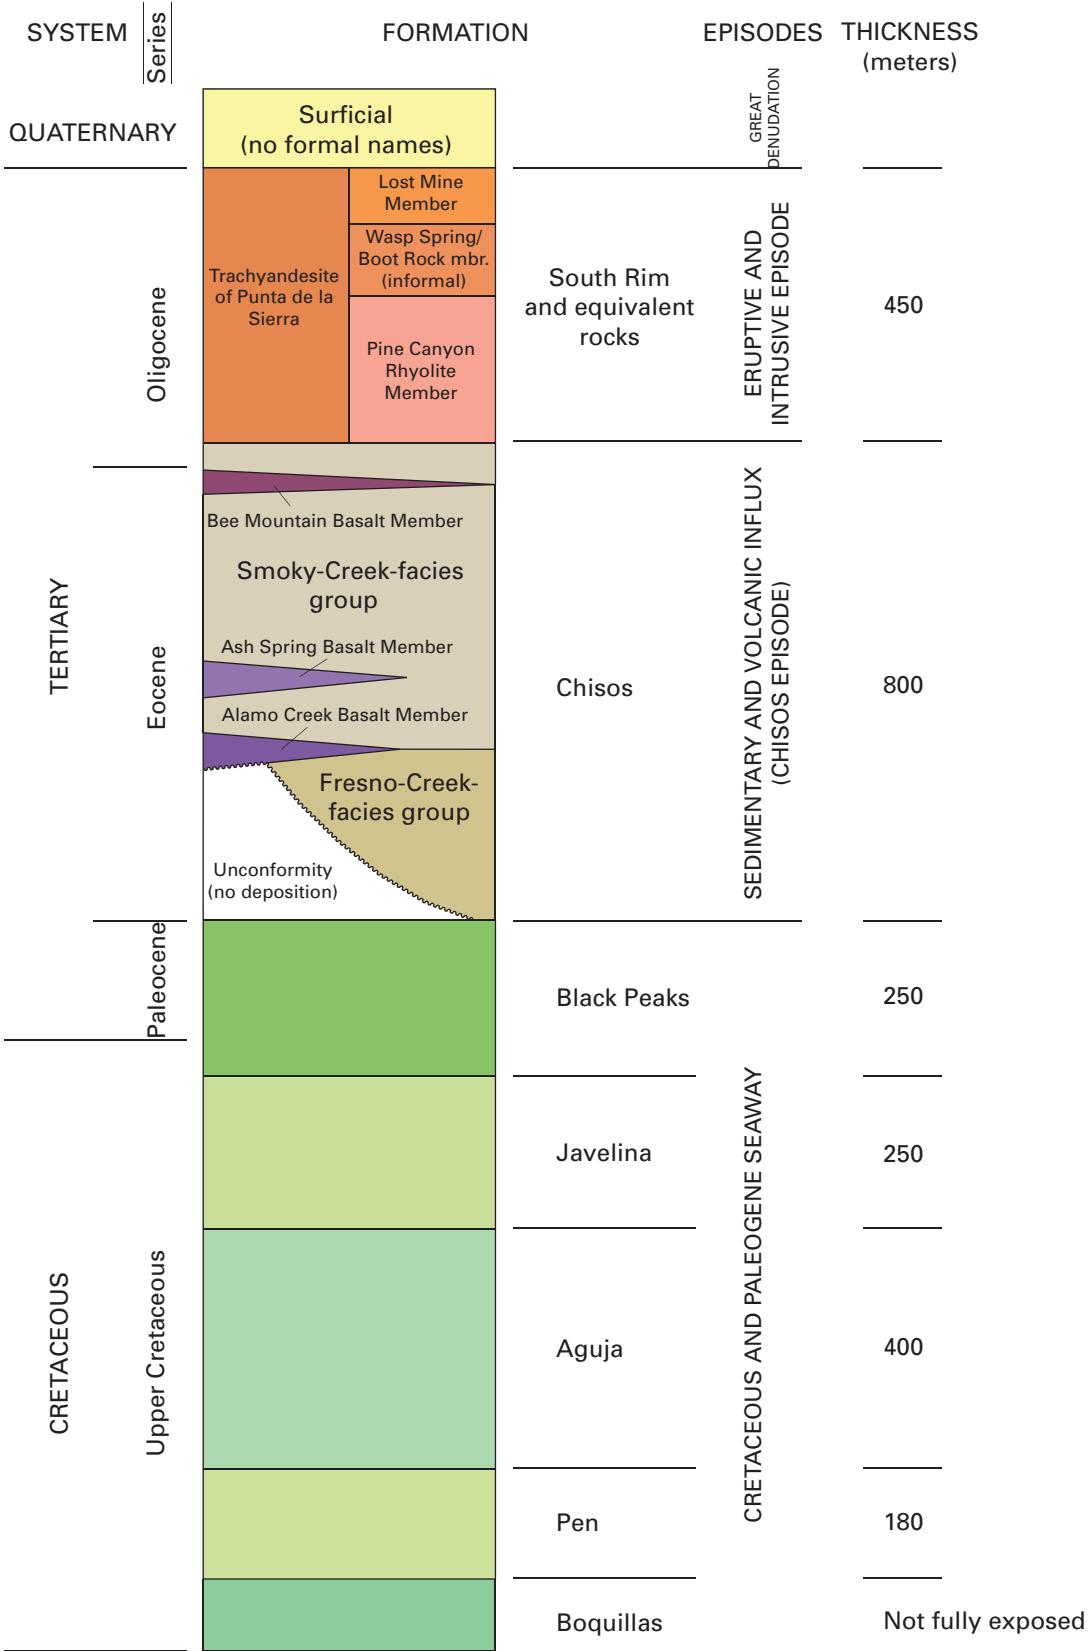 SYSTEM
Series
FORMATION
EPISODES
THICKNESS
(meters)
QUATERNARY
Surficial
(no formal names)
GREAT
DENUDATION
TERTIARY
Oligocene
Trachyandesite
of Punta de la
Sierra
Lost Mine
Member
Wasp Spring/
Boot Rock mbr.
(informal)
Pine Canyon
Rhyolite
Member
South Rim
and equivalent
rocks
ERUPTIVE AND
INTRUSIVE EPISODE
450
Eocene
Bee Mountain Basalt Member
Smoky-Creek-facies
group
Ash Spring Basalt Member
Alamo Creek Basalt Member
Fresno-Creek-
facies group
Unconformity
(no deposition)
Chisos
SEDIMENTARY AND VOLCANIC INFLUX
(CHISOS EPISODE)
800
Paleocene
Black Peaks
250
CRETACEOUS
Upper Cretaceous
CRETACEOUS AND PALEOGENE SEAWAY
Javelina
250
Aguja
400
Pen
180
Boquillas
Not fully exposed